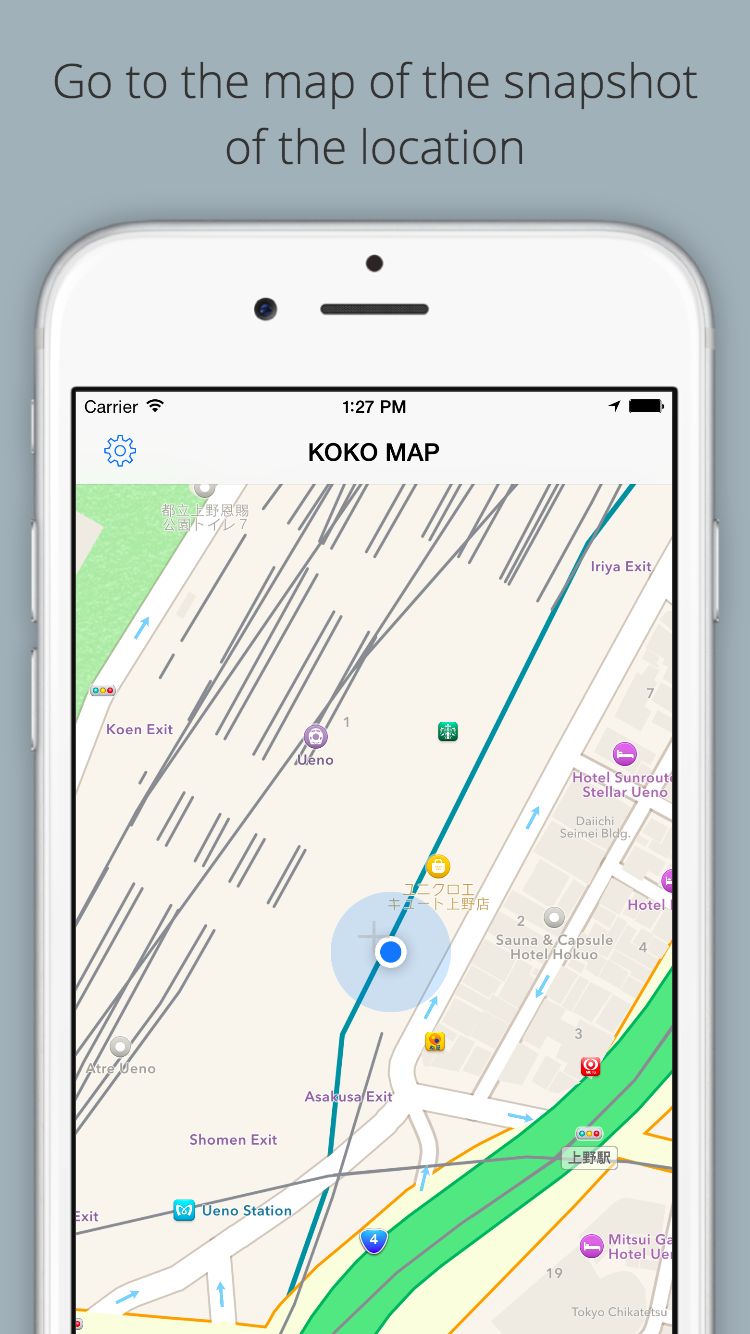 Go to the map of the snapshot
of the location
Carrier
1:27 PM
KOKO MAP
都立上野恩賜
公園トイレ７
Iriya Exit
7
Koen Exit
1
Ueno
Hotel Sunroute
Stellar Ueno
Daiichi
Seimei Bldg.
ユニクロエ
キュート上野店
Hotel
2
Sauna & Capsule
Hotel Hokuo
4
3
Atre Ueno
Asakusa Exit
Shomen Exit
上野駅
Exit
Ueno Station
4
Mitsui Ga
Hotel Uen
19
Tokyo Chikatetsu